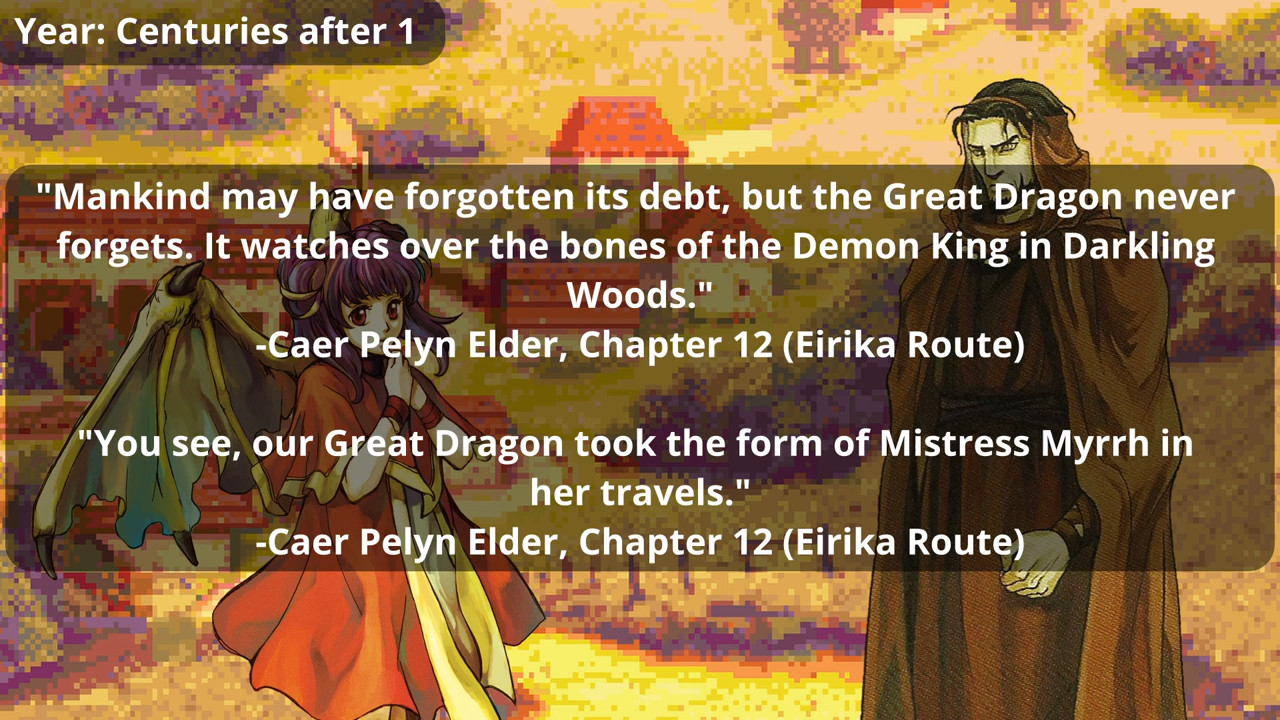 Year: Centuries after 1
"Mankind may have forgotten its debt, but the Great Dragon never
forgets. It watches over the bones of the Demon King in Darkling
Woods."
-Caer Pelyn Elder, Chapter 12 (Eirika Route)
"You see, our Great Dragon took the form of Mistress Myrrh in
her travels."
-Caer Pelyn Elder, Chapter 12 (Eirika Route)